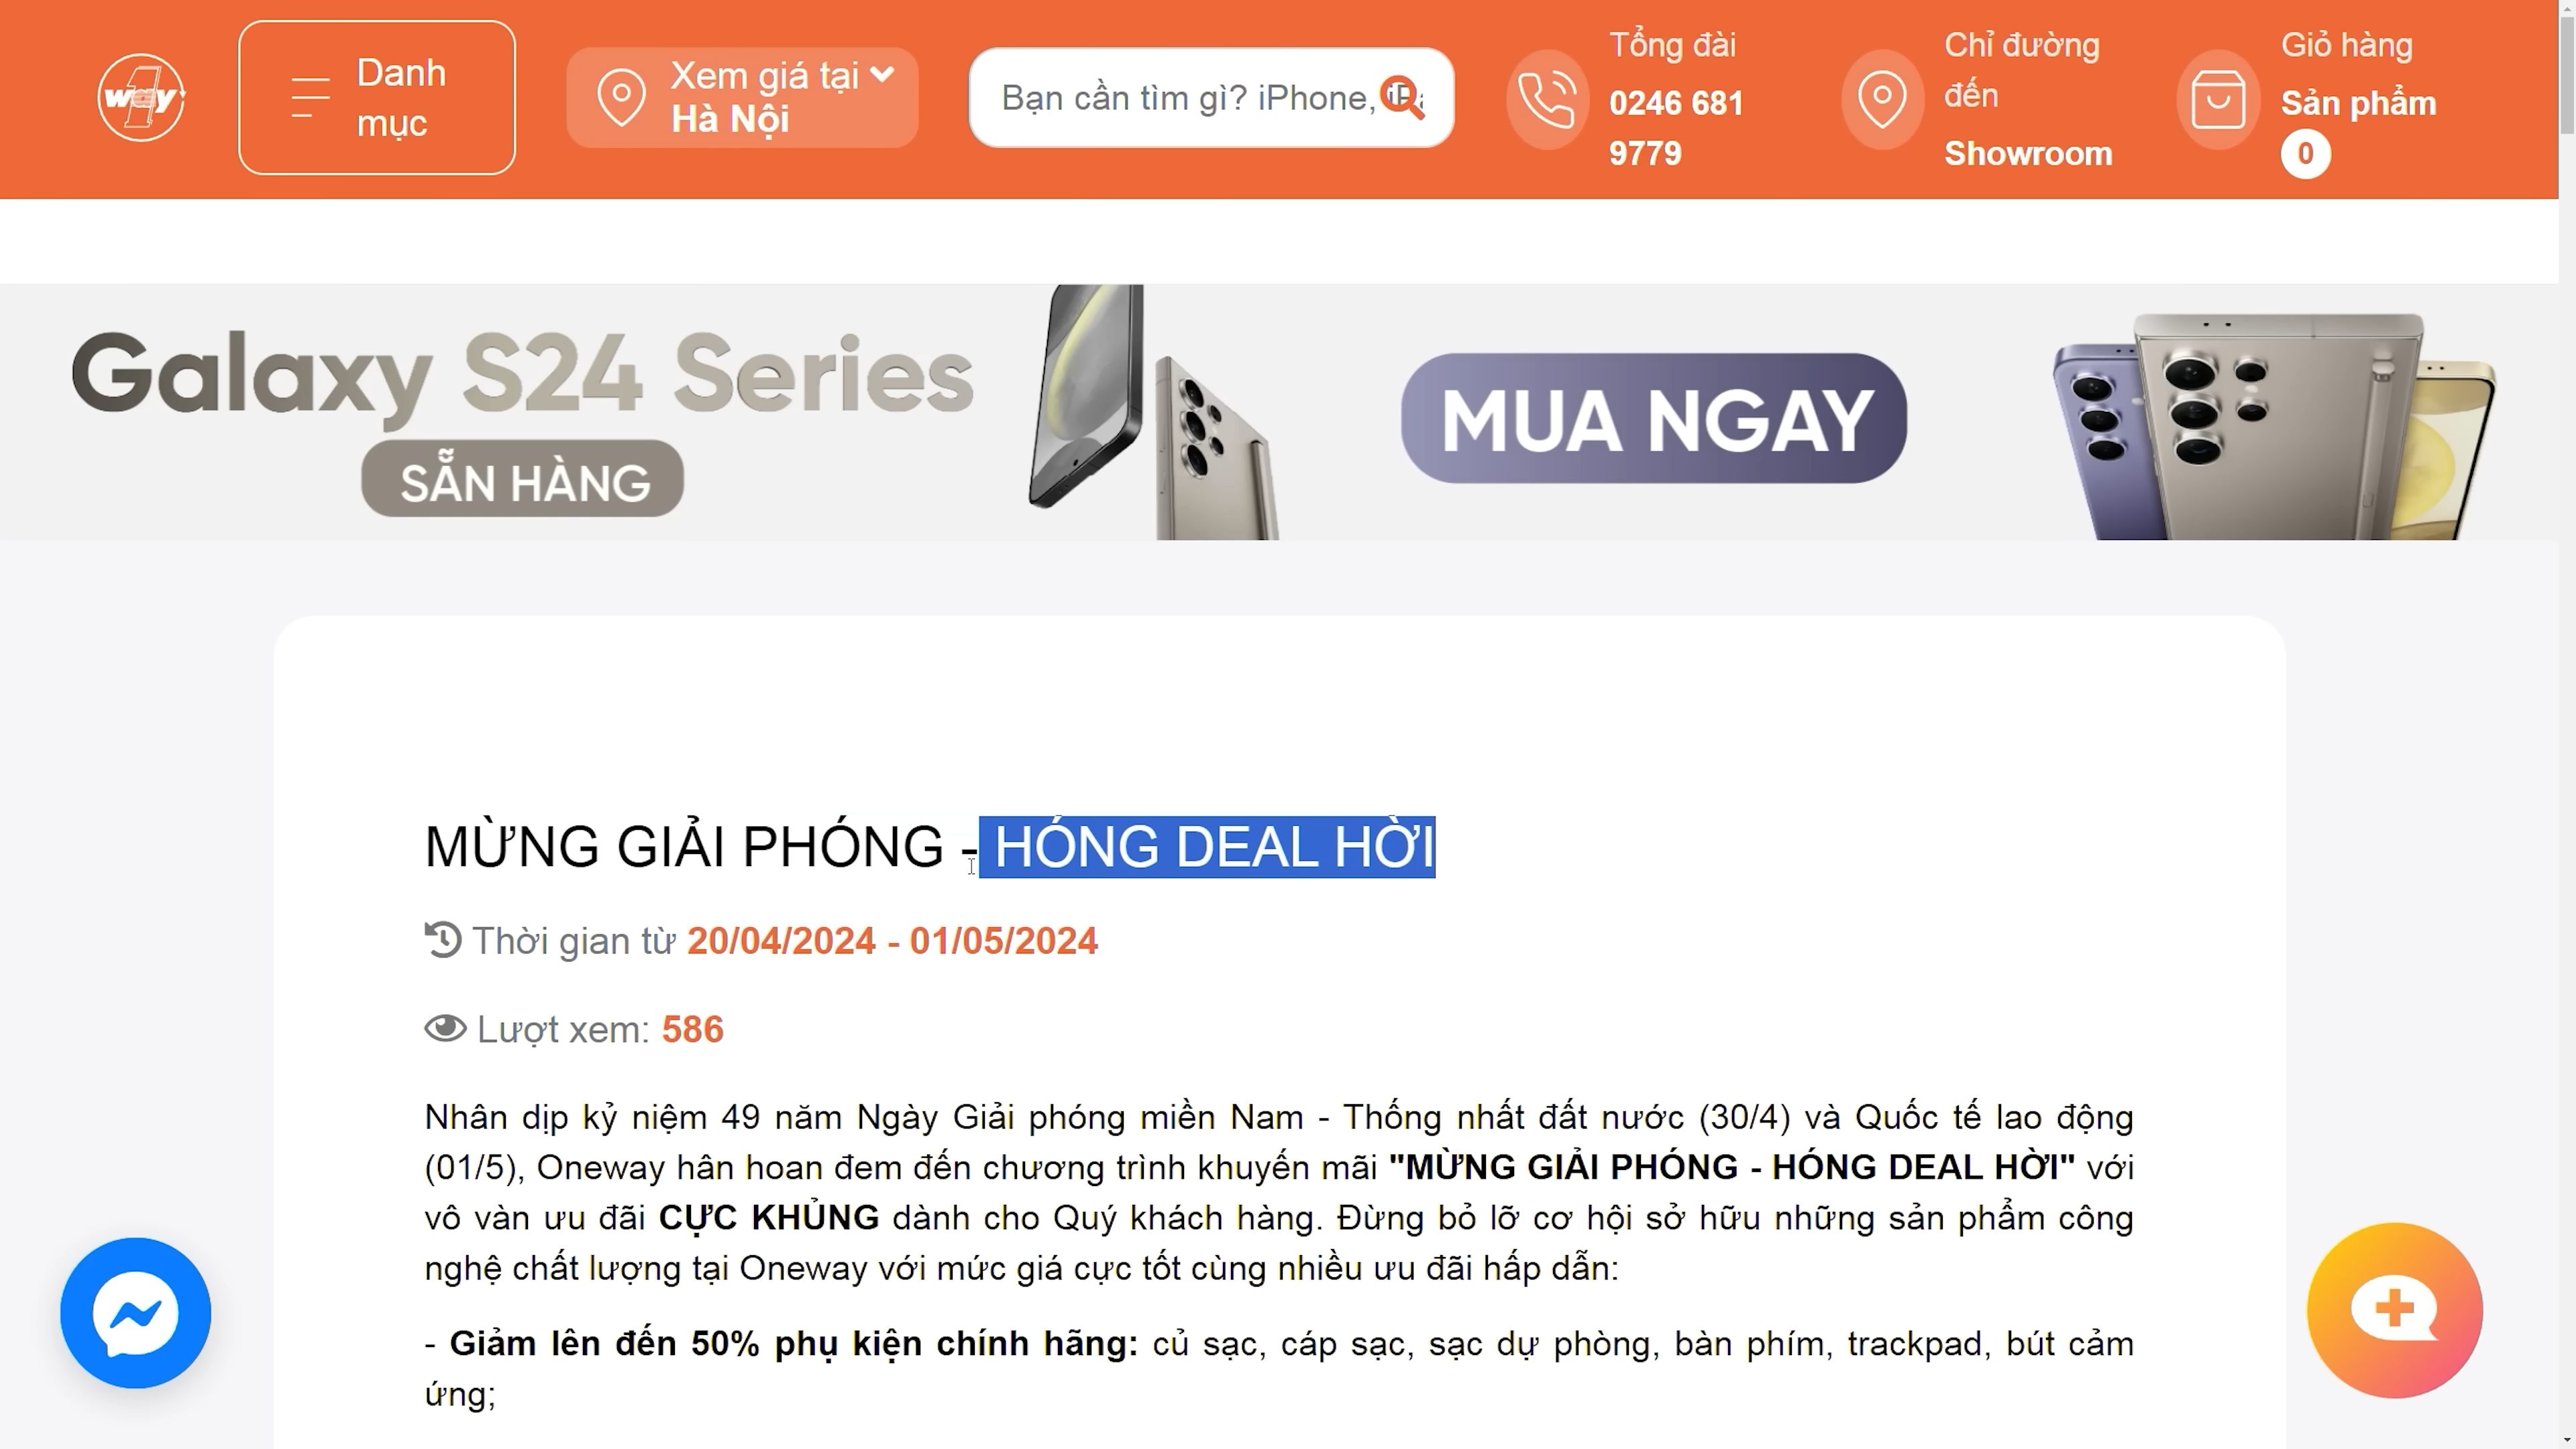 way
Danh
mục
Xem giá tại
Hà Nội
Bạn cần tìm gì? iPhone,
Tổng đài
0246 681
9779
Chỉ đường
đến
Showroom
Giỏ hàng
Sản phẩm
0
Galaxy S24 Series
SẴN HÀNG
MUA NGAY
MỪNG GIẢI PHÓNG - HÓNG DEAL HỜI
Thời gian từ 20/04/2024 - 01/05/2024
Lượt xem: 586
Nhân dịp kỷ niệm 49 năm Ngày Giải phóng miền Nam - Thống nhất đất nước (30/4) và Quốc tế lao động
(01/5), Oneway hân hoan đem đến chương trình khuyến mãi "MỪNG GIẢI PHÓNG - HÓNG DEAL HỜI" với
vô vàn ưu đãi CỰC KHỦNG dành cho Quý khách hàng. Đừng bỏ lỡ cơ hội sở hữu những sản phẩm công
nghệ chất lượng tại Oneway với mức giá cực tốt cùng nhiều ưu đãi hấp dẫn:
- Giảm lên đến 50% phụ kiện chính hãng: củ sạc, cáp sạc, sạc dự phòng, bàn phím, trackpad, bút cảm
ứng;